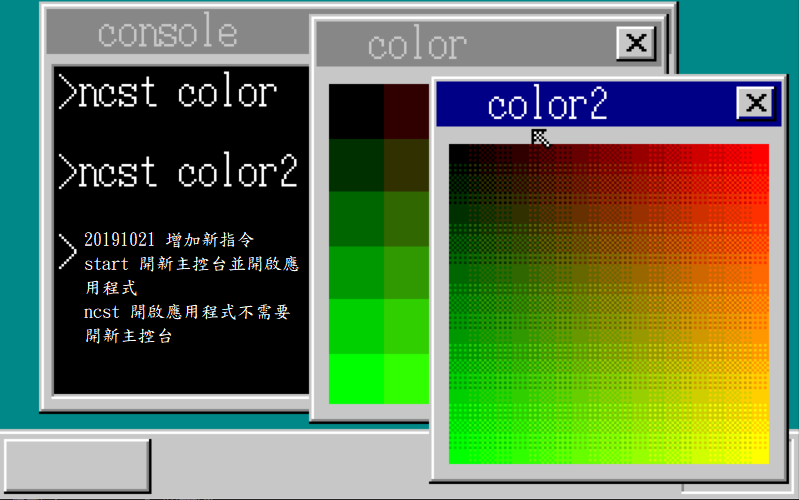 console
color
color2
>ncst color
>ncst color2
>
20191021 增加新指令
start 開新主控台並開啟應
用程式
ncst 開啟應用程式不需要
開新主控台